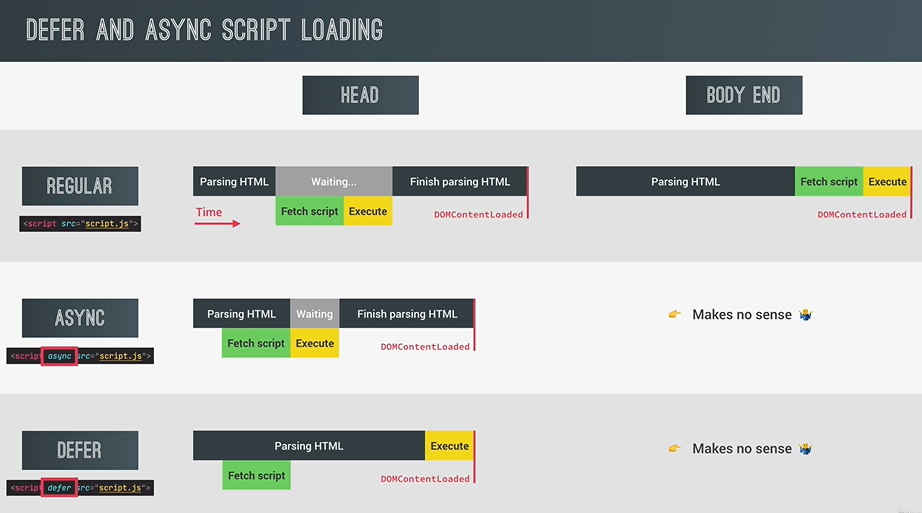 DEFER AND ASYNC SCRIPT LOADING
HEAD
BODY END
REGULAR
<script src="script.js">
Parsing HTML
Waiting...
Finish parsing HTML
Time
Fetch script
Execute
DOMContentLoaded
Parsing HTML
Fetch script
Execute
DOMContentLoaded
ASYNC
<script async src="script.js">
Parsing HTML
Waiting
Finish parsing HTML
Fetch script
Execute
DOMContentLoaded
👉 Makes no sense 🤷‍♂️
DEFER
<script defer src="script.js">
Parsing HTML
Execute
Fetch script
DOMContentLoaded
👉 Makes no sense 🤷‍♂️